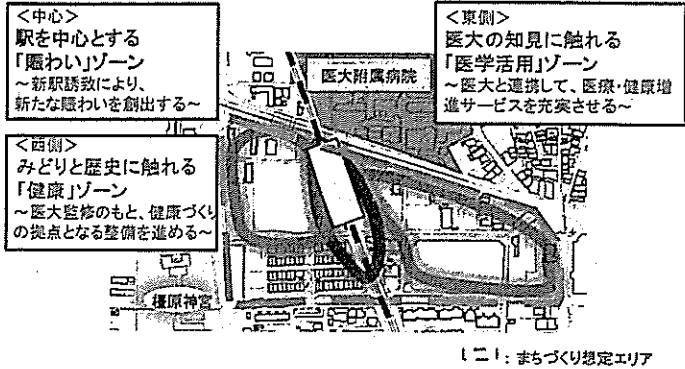 <中心>
駅を中心とする
「賑わい」ゾーン
~新駅誘致により、
新たな賑わいを創出する~
<東側>
医大の知見に触れる
「医学活用」ゾーン
~医大と連携して、医療・健康増
進サービスを充実させる~
医大附属病院
<西側>
みどりと歴史に触れる
「健康」ゾーン
~医大監修のもと、健康づくり
の拠点となる整備を進める~
橿原神宮
:まちづくり想定エリア